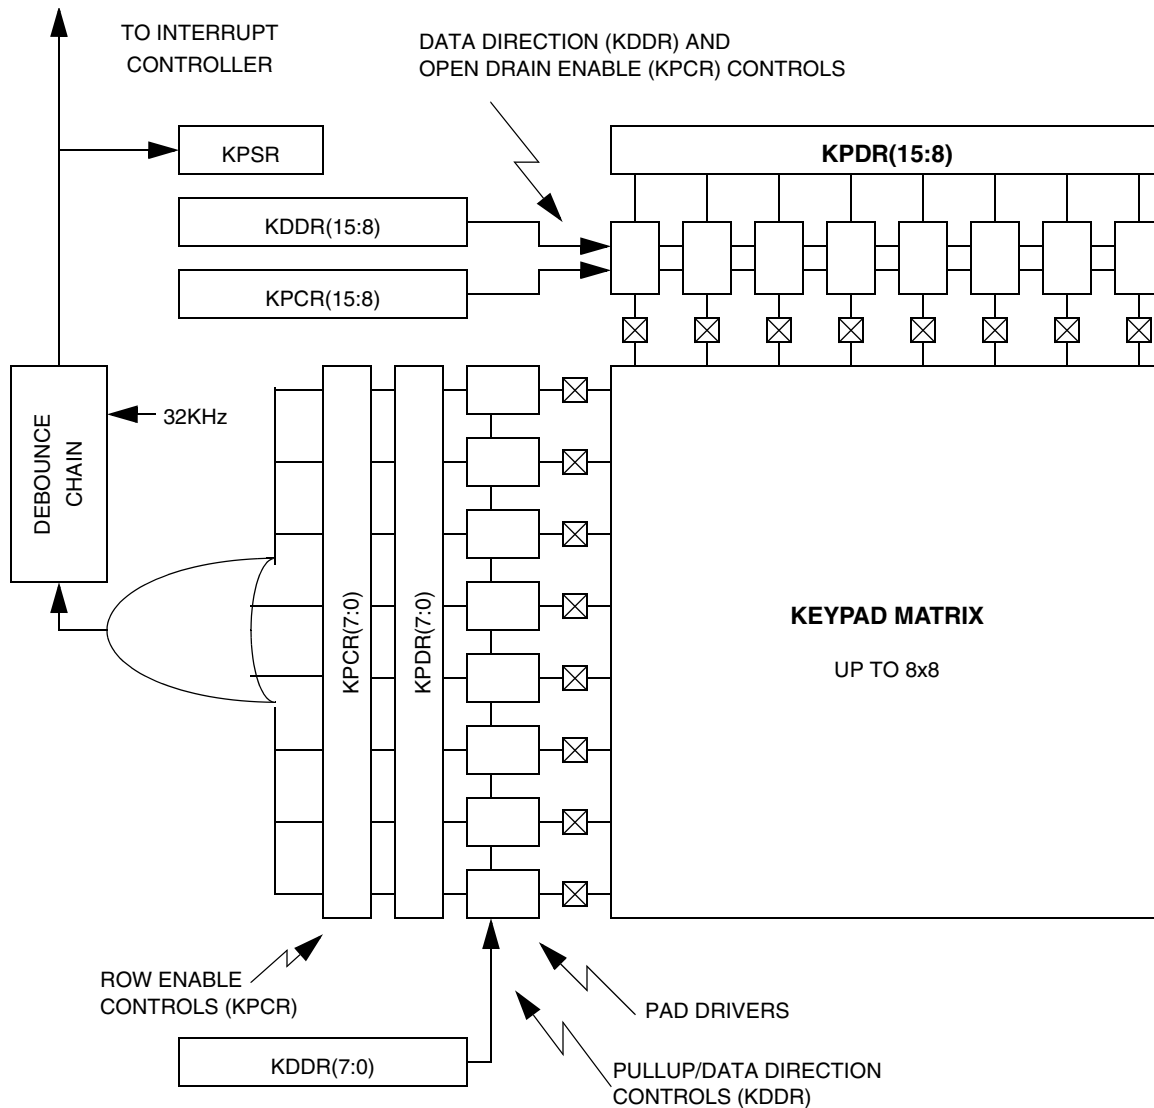 TO INTERRUPT
CONTROLLER
DATA DIRECTION (KDDR) AND
OPEN DRAIN ENABLE (KPCR) CONTROLS
KPSR
KPDR(15:8)
KDDR(15:8)
KPCR(15:8)
DEBOUNCE
CHAIN
32KHz
KPCR(7:0)
KPDR(7:0)
KEYPAD MATRIX
UP TO 8x8
ROW ENABLE
CONTROLS (KPCR)
PAD DRIVERS
KDDR(7:0)
PULLUP/DATA DIRECTION
CONTROLS (KDDR)